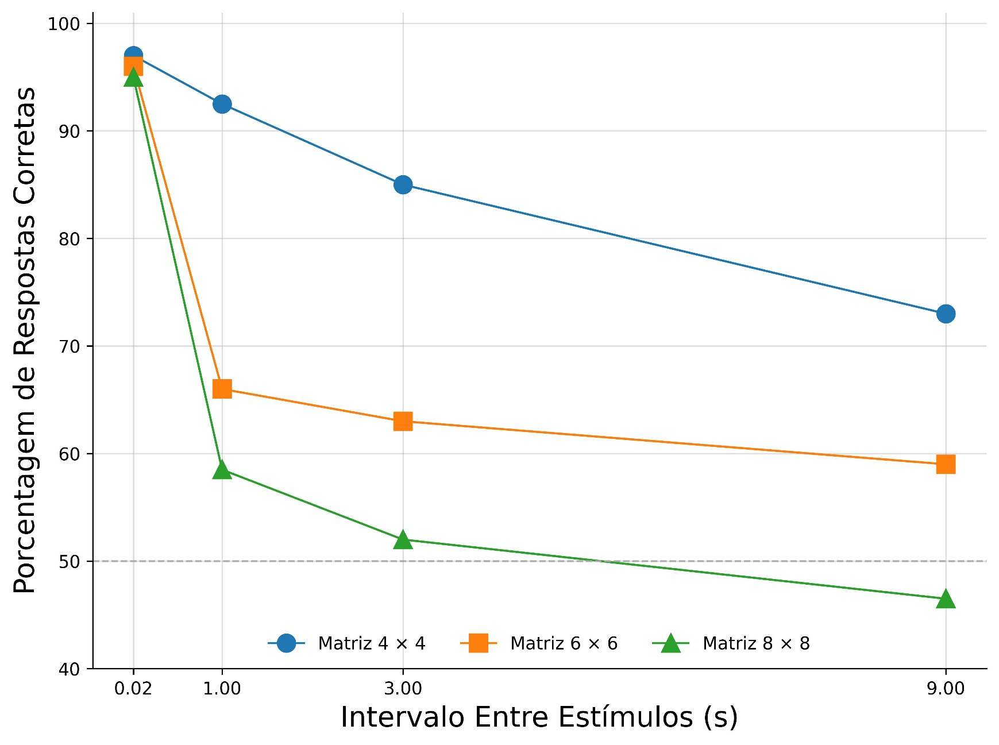 Porcentagem de Respostas Corretas
100
90
80
70
60
50
40
Matriz 4 × 4
Matriz 6 × 6
Matriz 8 × 8
0.02
1.00
3.00
9.00
Intervalo Entre Estímulos (s)